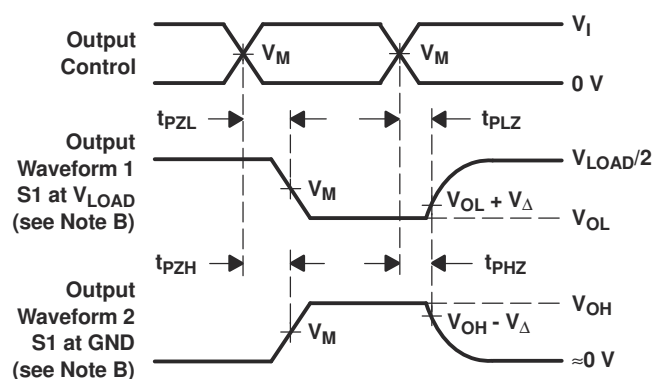 Output
Control
V_M
V_M
V_I
0 V
t_PZL
t_PLZ
Output
Waveform 1
S1 at V_LOAD
(see Note B)
V_M
V_OL + V_Δ
V_LOAD/2
V_OL
t_PZH
t_PHZ
Output
Waveform 2
S1 at GND
(see Note B)
V_M
V_OH - V_Δ
V_OH
≈0 V